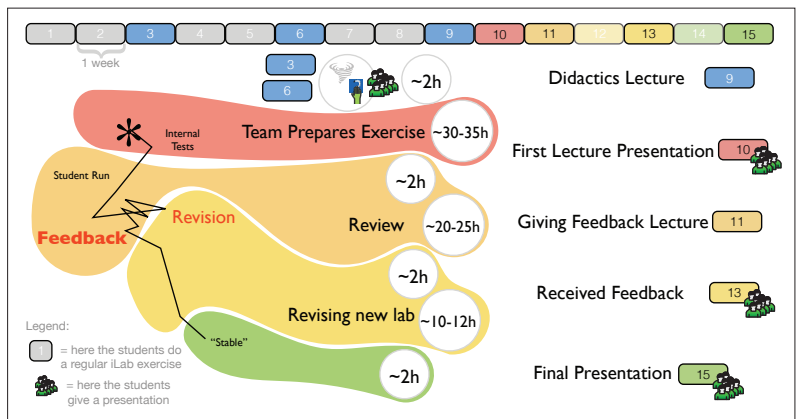 1 2 3 4 5 6 7 8 9 10 11 12 13 14 15
1 week
3
6
~2h
Didactics Lecture
9
Internal
Tests
Team Prepares Exercise
~30-35h
First Lecture Presentation
10
Student Run
~2h
Revision
Feedback
Review
~20-25h
Giving Feedback Lecture
11
~2h
Revising new lab
~10-12h
Received Feedback
13
"Stable"
~2h
Final Presentation
15
Legend:
1
= here the students do
a regular iLab exercise
= here the students
give a presentation